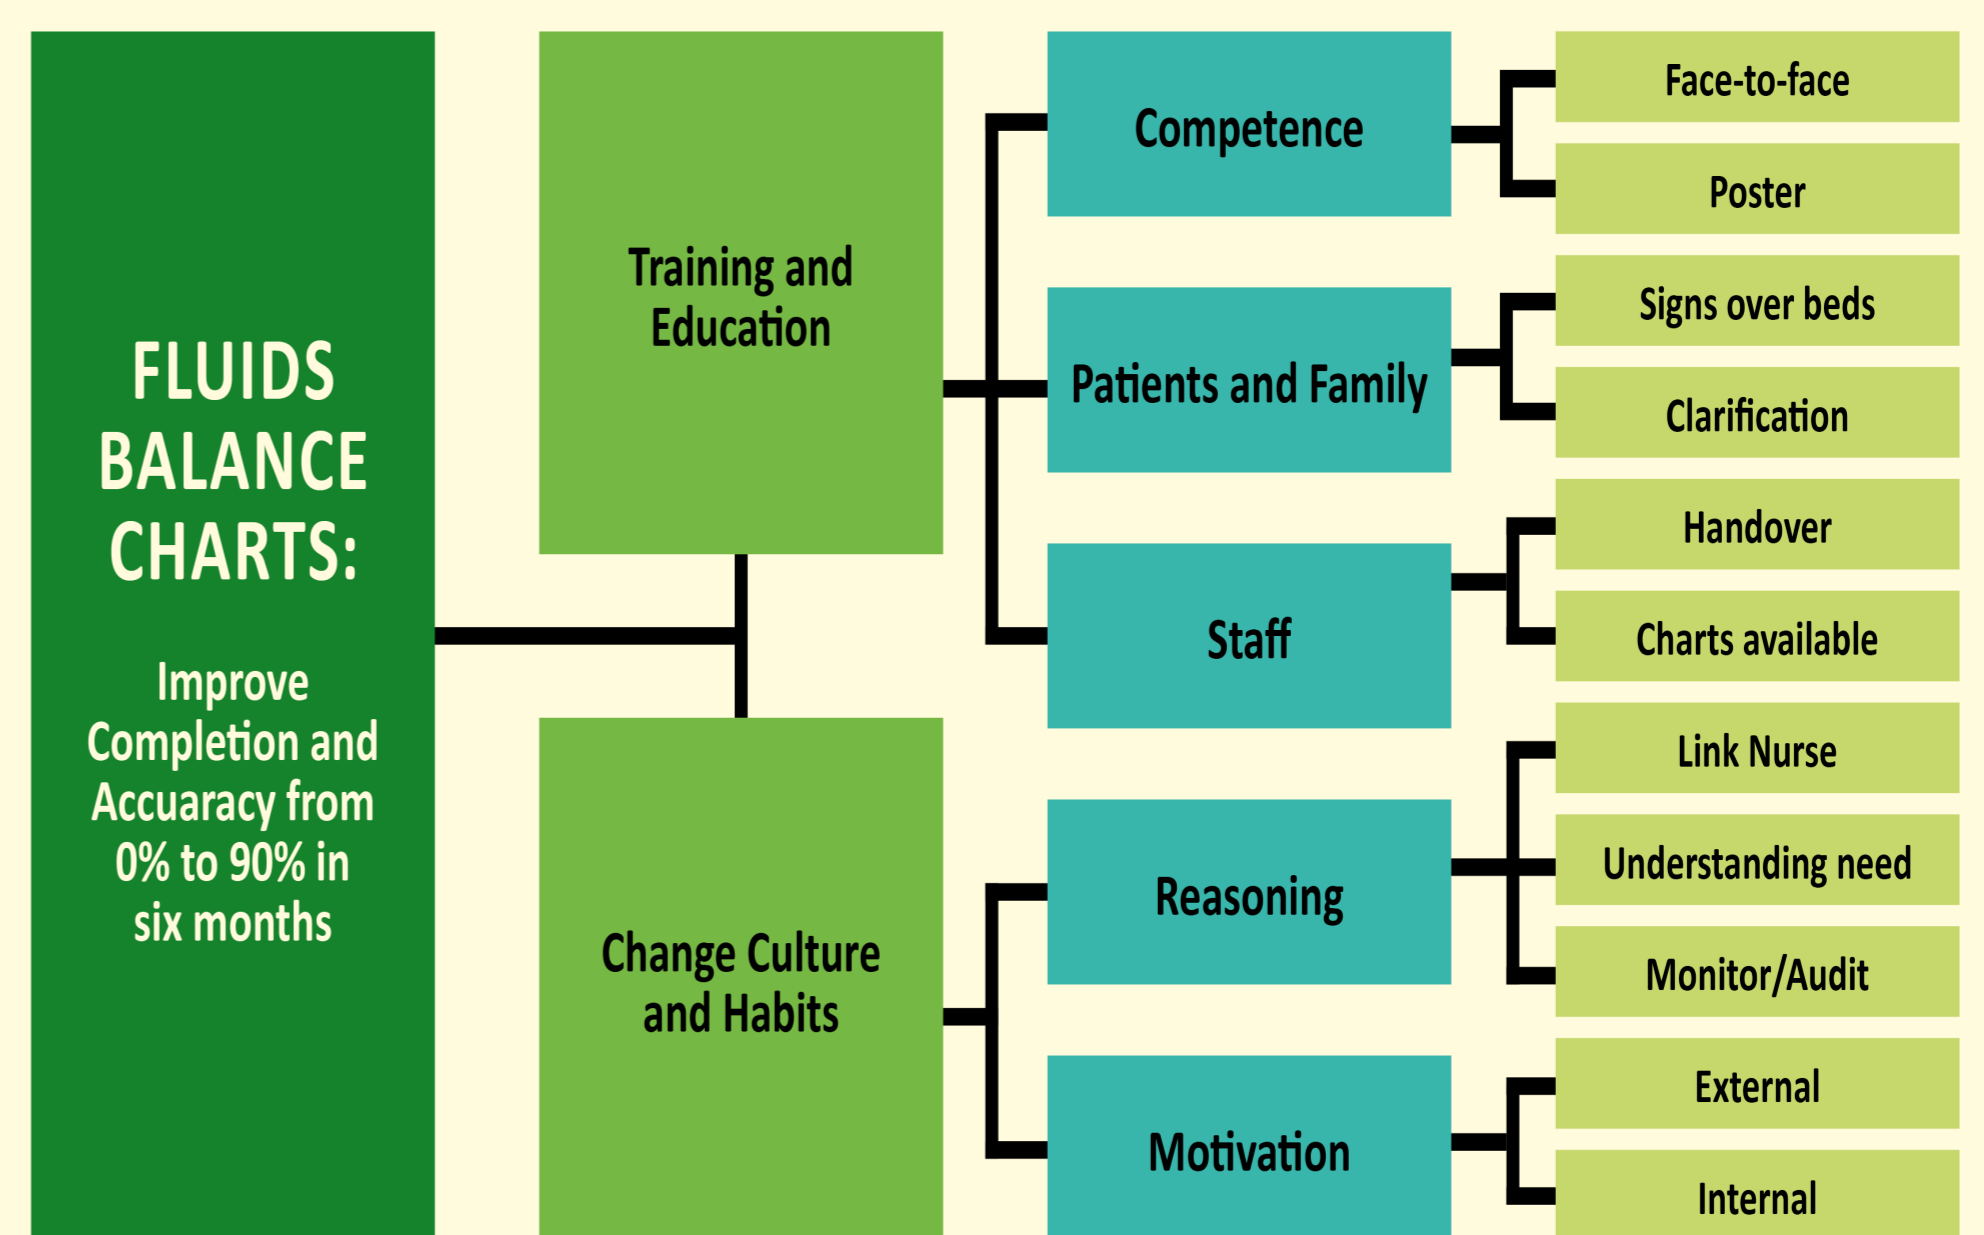 FLUIDS
BALANCE
CHARTS:
Improve
Completion and
Accuaracy from
0% to 90% in
six months
Training and
Education
Change Culture
and Habits
Competence
Patients and Family
Staff
Reasoning
Motivation
Face-to-face
Poster
Signs over beds
Clarification
Handover
Charts available
Link Nurse
Understanding need
Monitor/Audit
External
Internal